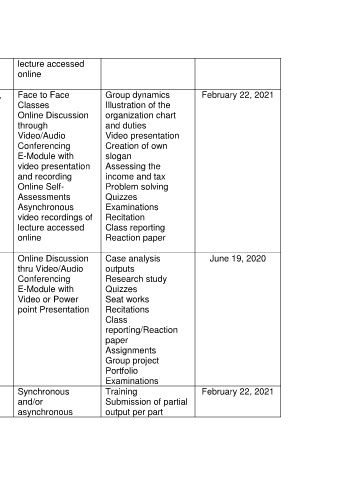 lecture accessed
online
Face to Face
Classes
Online Discussion
through
Video/Audio
Conferencing
E-Module with
video presentation
and recording
Online Self-
Assessments
Asynchronous
video recordings of
lecture accessed
online
Group dynamics
Illustration of the
organization chart
and duties
Video presentation
Creation of own
slogan
Assessing the
income and tax
Problem solving
Quizzes
Examinations
Recitation
Class reporting
Reaction paper
February 22, 2021
Online Discussion
thru Video/Audio
Conferencing
E-Module with
Video or Power
point Presentation
Case analysis
outputs
Research study
Quizzes
Seat works
Recitations
Class
reporting/Reaction
paper
Assignments
Group project
Portfolio
Examinations
June 19, 2020
Synchronous
and/or
asynchronous
Training
Submission of partial
output per part
February 22, 2021